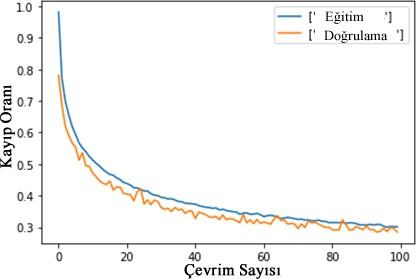 1.0
0.9
0.8
0.7
0.6
0.5
0.4
0.3
Kayıp Oranı
[' Eğitim ']
[' Doğrulama ']
0 20 40 60 80 100
Çevrim Sayısı